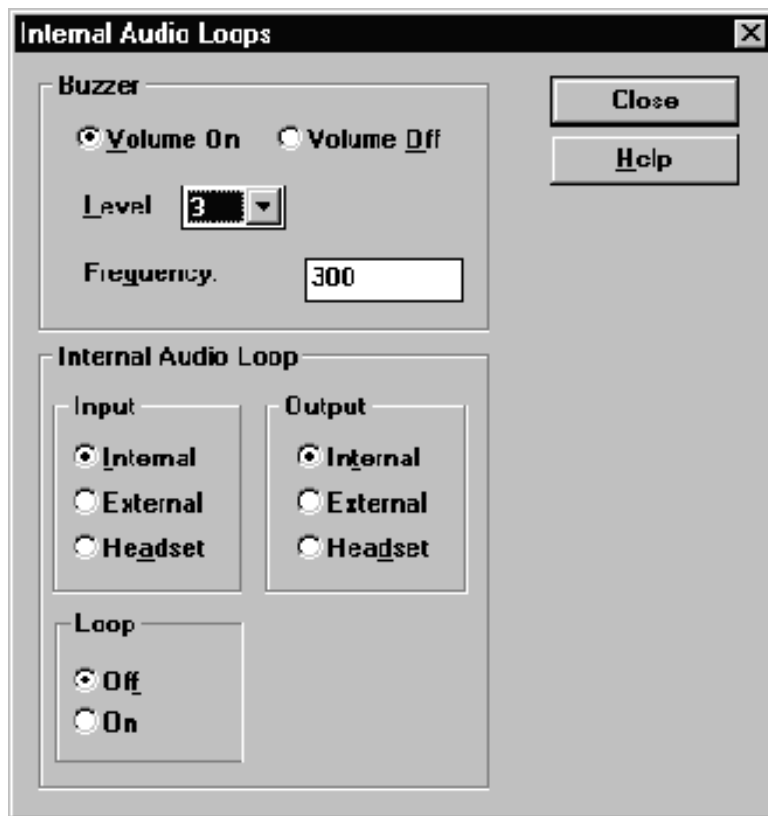 Internal Audio Loops
Buzzer
Volume On Volume Off
Level 3
Frequency. 300
Close
Help
Internal Audio Loop
Input Output
Internal Internal
External External
Headset Headset
Loop
Off
On